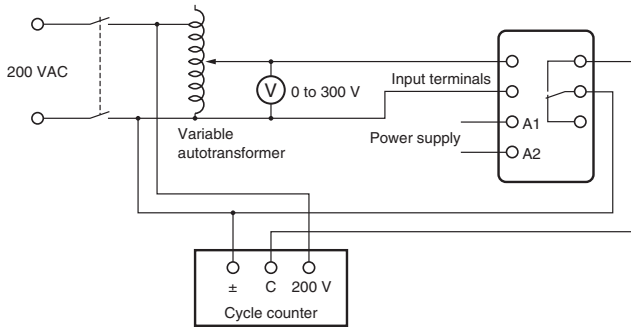 200 VAC
V
0 to 300 V
Input terminals
Variable
autotransformer
Power supply
A1
A2
± C 200 V
Cycle counter